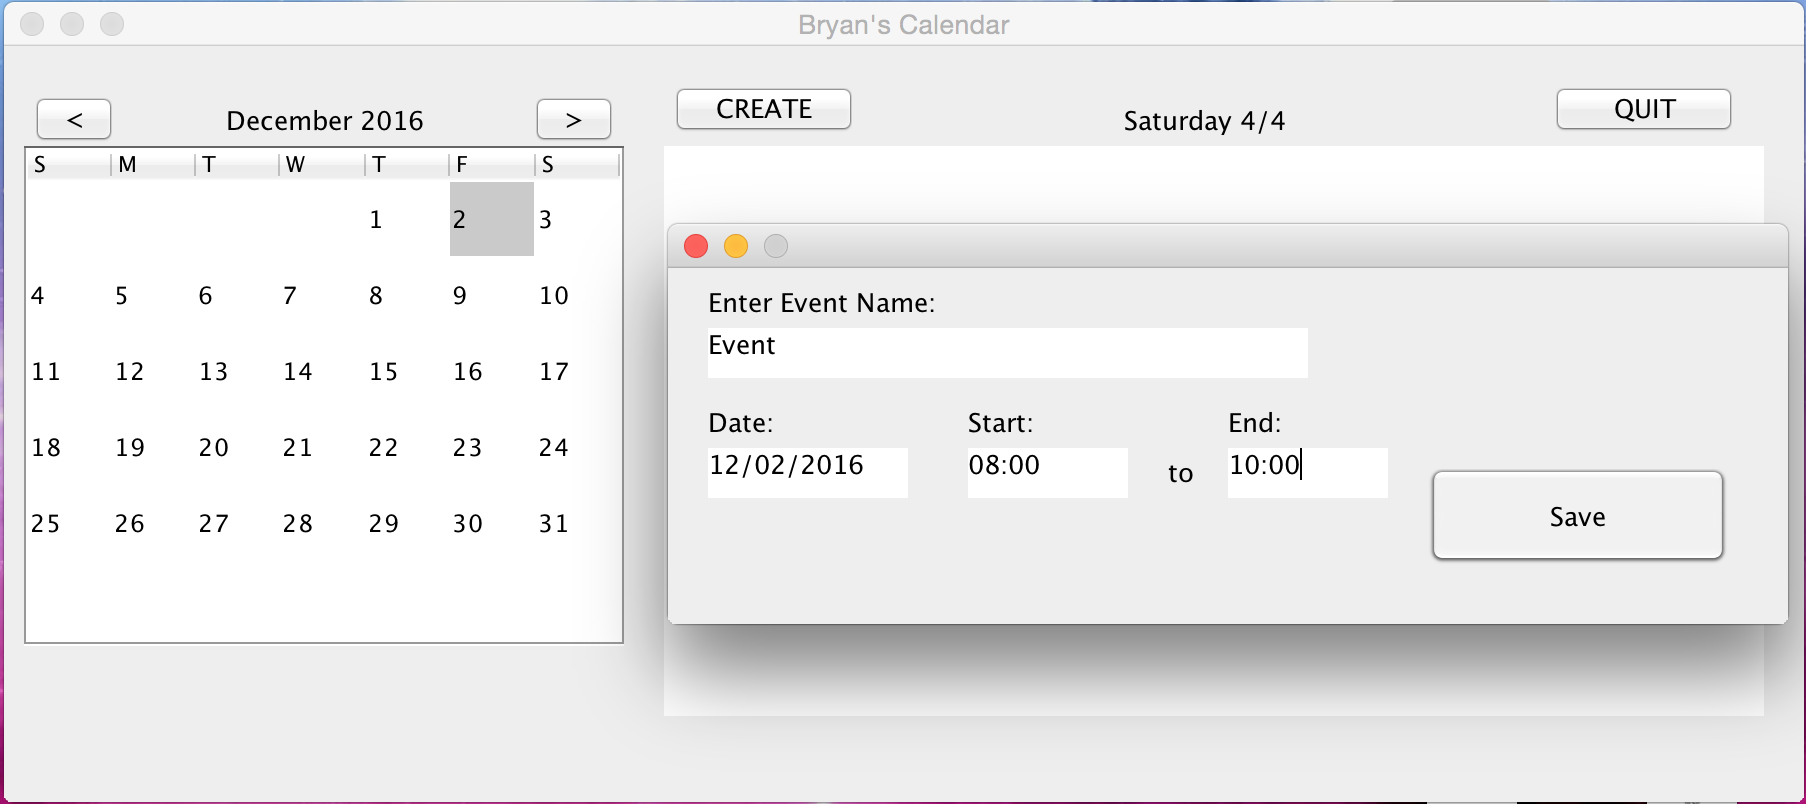 Bryan's Calendar
< December 2016 >
S M T W T F S
1 2 3
4 5 6 7 8 9 10
11 12 13 14 15 16 17
18 19 20 21 22 23 24
25 26 27 28 29 30 31
CREATE Saturday 4/4 QUIT
Enter Event Name:
Event
Date: Start: End:
12/02/2016 08:00 to 10:00
Save